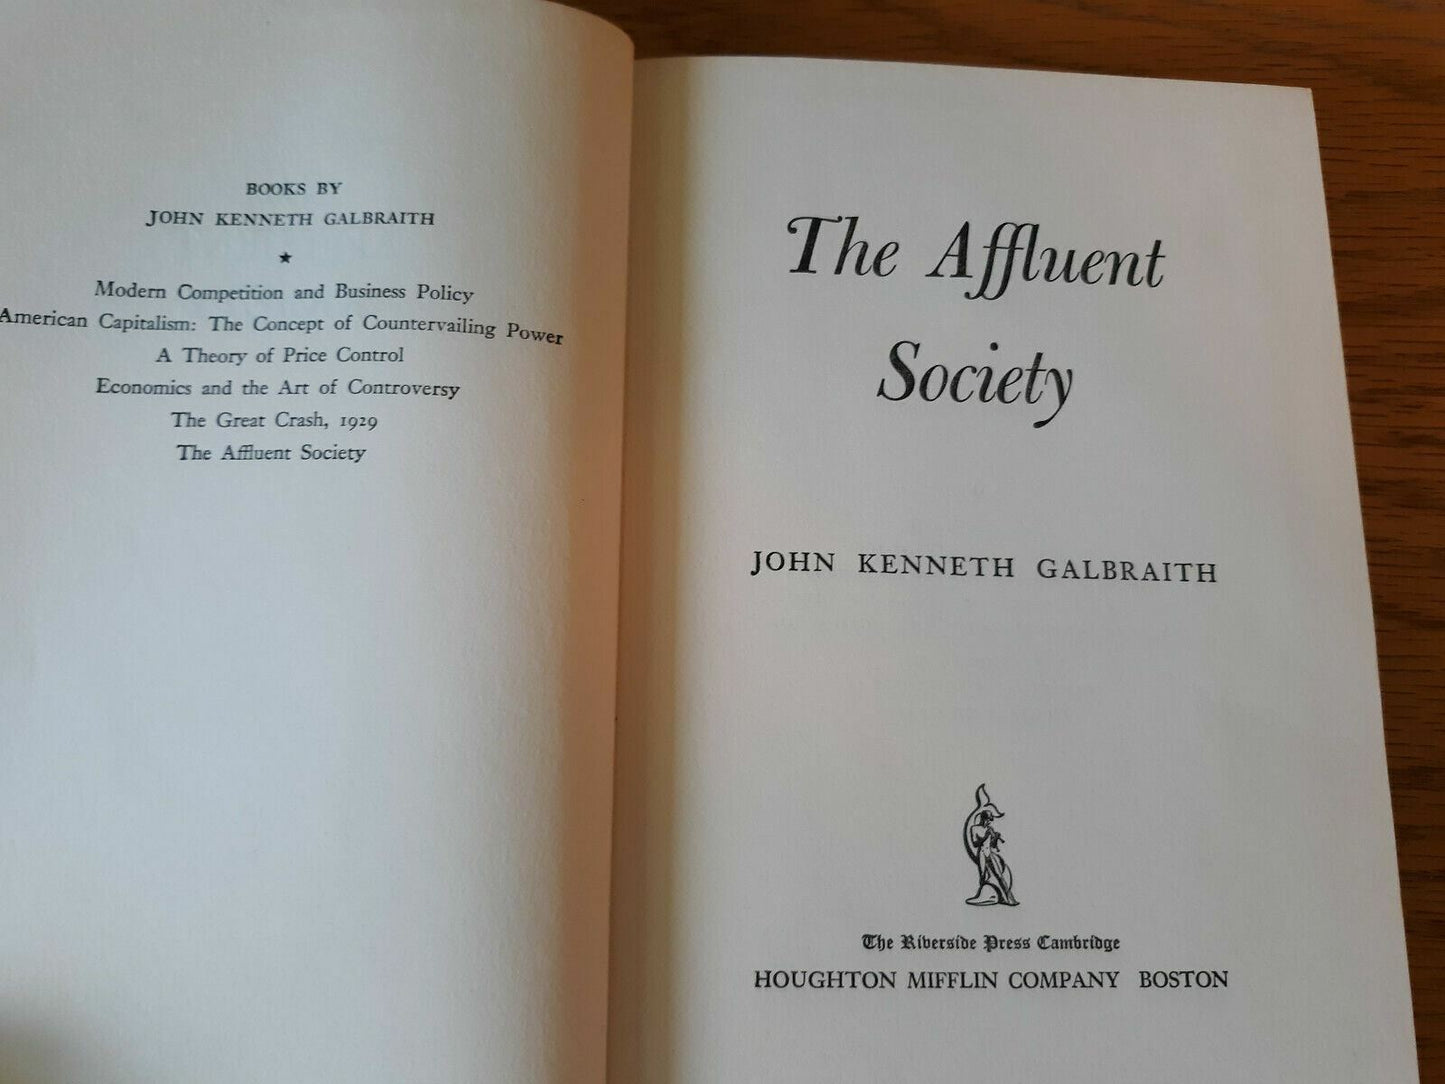 BOOKS BY
JOHN KENNETH GALBRAITH
★
Modern Competition and Business Policy
American Capitalism: The Concept of Countervailing Power
A Theory of Price Control
Economics and the Art of Controversy
The Great Crash, 1929
The Affluent Society
The Affluent
Society
JOHN KENNETH GALBRAITH
The Riverside Press Cambridge
HOUGHTON MIFFLIN COMPANY BOSTON